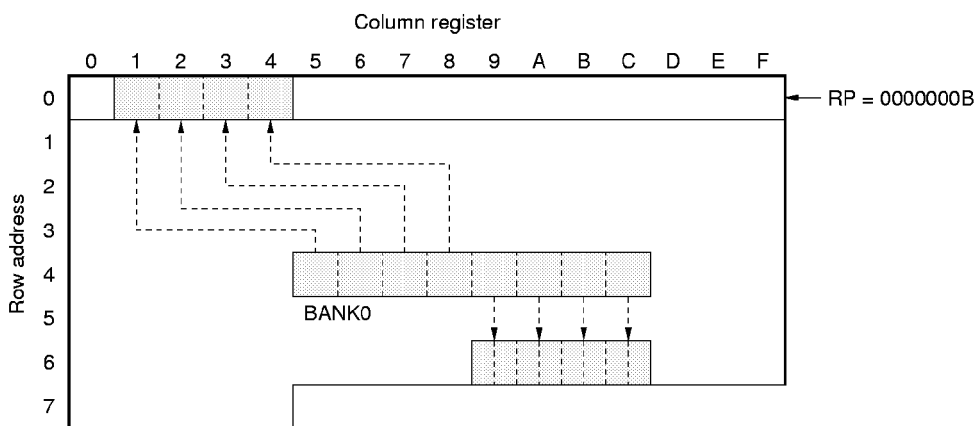 Column register
0 1 2 3 4 5 6 7 8 9 A B C D E F
0
RP = 0000000B
1
2
3
4
BANK0
5
6
7
Row address